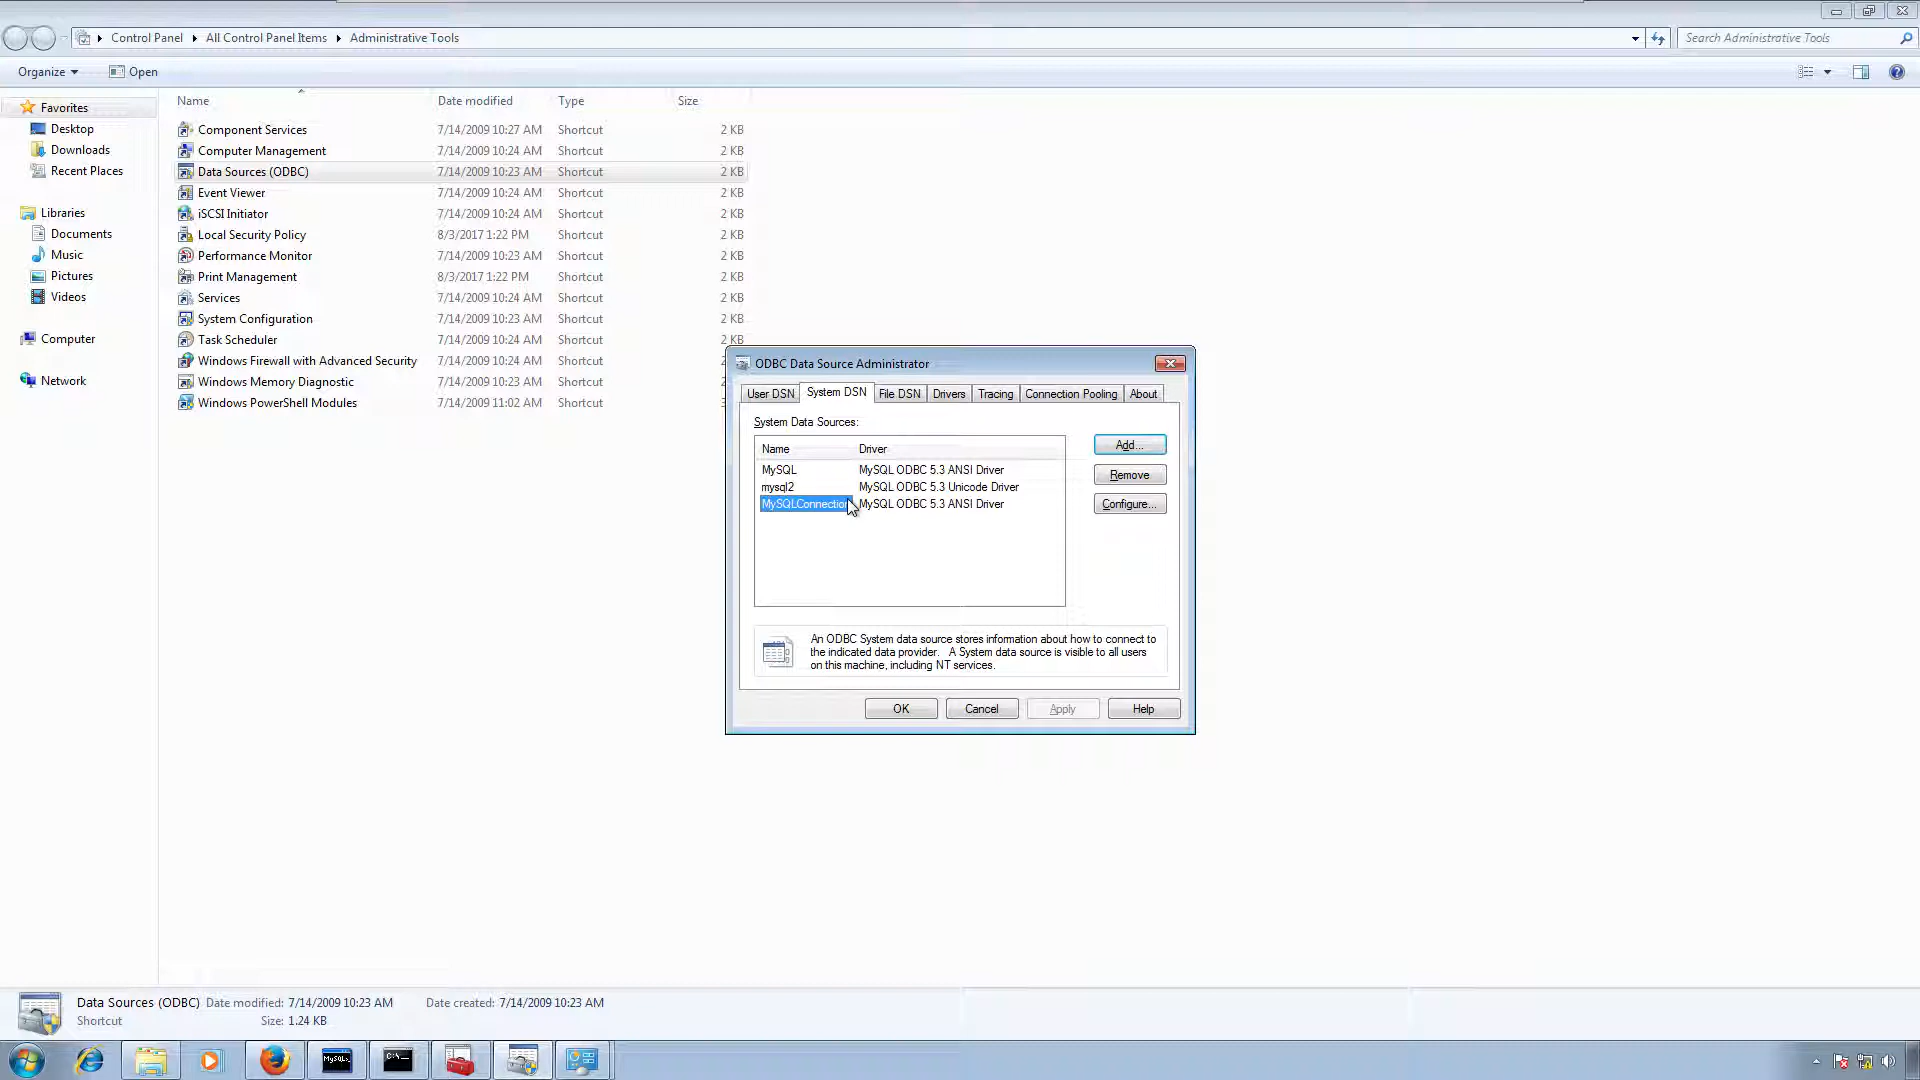 Control Panel
All Control Panel Items
Administrative Tools
Search Administrative Tools
Organize
Open
Favorites
Desktop
Downloads
Recent Places
Libraries
Documents
Music
Pictures
Videos
Computer
Network
Name Date modified Type Size
Component Services 7/14/2009 10:27 AM Shortcut 2 KB
Computer Management 7/14/2009 10:24 AM Shortcut 2 KB
Data Sources (ODBC) 7/14/2009 10:23 AM Shortcut 2 KB
Event Viewer 7/14/2009 10:24 AM Shortcut 2 KB
iSCSI Initiator 7/14/2009 10:24 AM Shortcut 2 KB
Local Security Policy 8/3/2017 1:22 PM Shortcut 2 KB
Performance Monitor 7/14/2009 10:23 AM Shortcut 2 KB
Print Management 8/3/2017 1:22 PM Shortcut 2 KB
Services 7/14/2009 10:24 AM Shortcut 2 KB
System Configuration 7/14/2009 10:23 AM Shortcut 2 KB
Task Scheduler 7/14/2009 10:24 AM Shortcut 2 KB
Windows Firewall with Advanced Security 7/14/2009 10:24 AM Shortcut
Windows Memory Diagnostic 7/14/2009 10:23 AM Shortcut
Windows PowerShell Modules 7/14/2009 11:02 AM Shortcut
ODBC Data Source Administrator
User DSN System DSN File DSN Drivers Tracing Connection Pooling About
System Data Sources:
Name Driver
MySQL MySQL ODBC 5.3 ANSI Driver
mysql2 MySQL ODBC 5.3 Unicode Driver
MySQLConnection MySQL ODBC 5.3 ANSI Driver
Add...
Remove
Configure...
An ODBC System data source stores information about how to connect to
the indicated data provider. A System data source is visible to all users
on this machine, including NT services.
OK Cancel Apply Help
Data Sources (ODBC) Date modified: 7/14/2009 10:23 AM Date created: 7/14/2009 10:23 AM
Shortcut Size: 1.24 KB
MySQL>
C:\